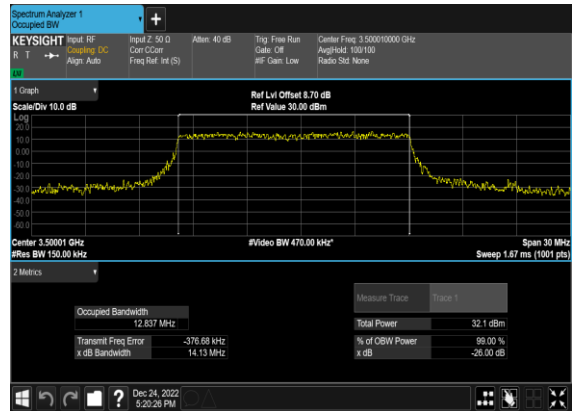 Spectrum Analyzer 1
Occupied BW
+
KEYSIGHT Input: RF Input Z: 50 Ω Atten: 40 dB Trig: Free Run Center Freq: 3.500010000 GHz
R T Coupling: DC Corr CCorr Gate: Off Avg|Hold: 100/100
Align: Auto Freq Ref: Int (S) #IF Gain: Low Radio Std: None
1 Graph
Ref Lvl Offset 8.70 dB
Scale/Div 10.0 dB Ref Value 30.00 dBm
Log
20.0
10.0
0.00
-10.0
-20.0
-30.0
-40.0
-50.0
-60.0
Center 3.50001 GHz #Video BW 470.00 kHz* Span 30 MHz
#Res BW 150.00 kHz Sweep 1.67 ms (1001 pts)
2 Metrics
Measure Trace Trace 1
Occupied Bandwidth
12.837 MHz Total Power 32.1 dBm
Transmit Freq Error -376.68 kHz % of OBW Power 99.00 %
x dB Bandwidth 14.13 MHz x dB -26.00 dB
? Dec 24, 2022
5:20:26 PM